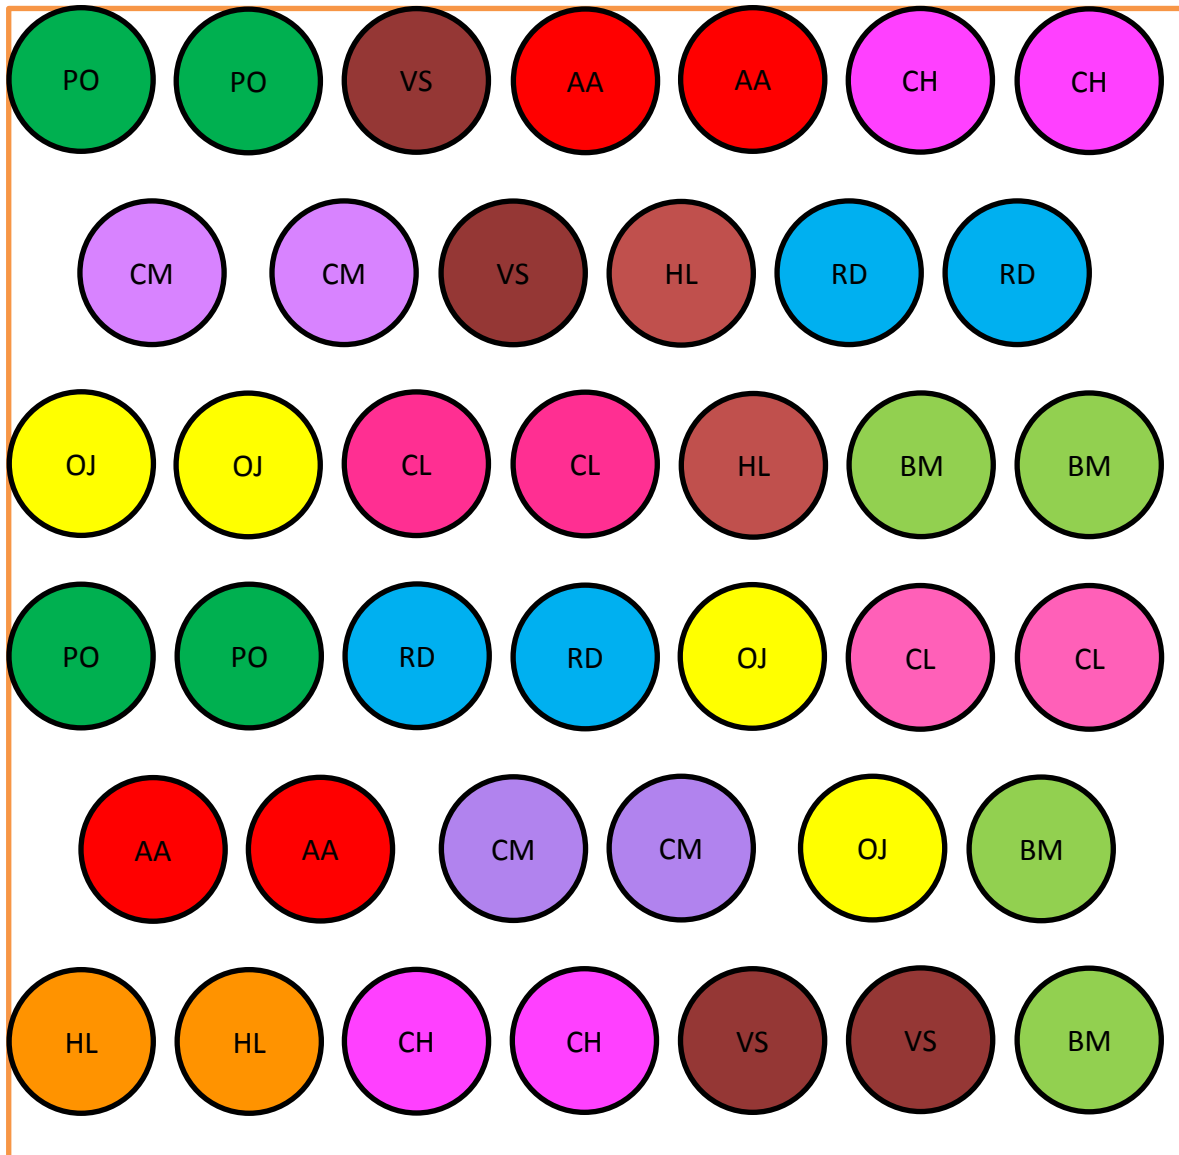 PO PO VS AA AA CH CH
CM CM VS HL RD RD
OJ OJ CL CL HL BM BM
PO PO RD RD OJ CL CL
AA AA CM CM OJ BM
HL HL CH CH VS VS BM